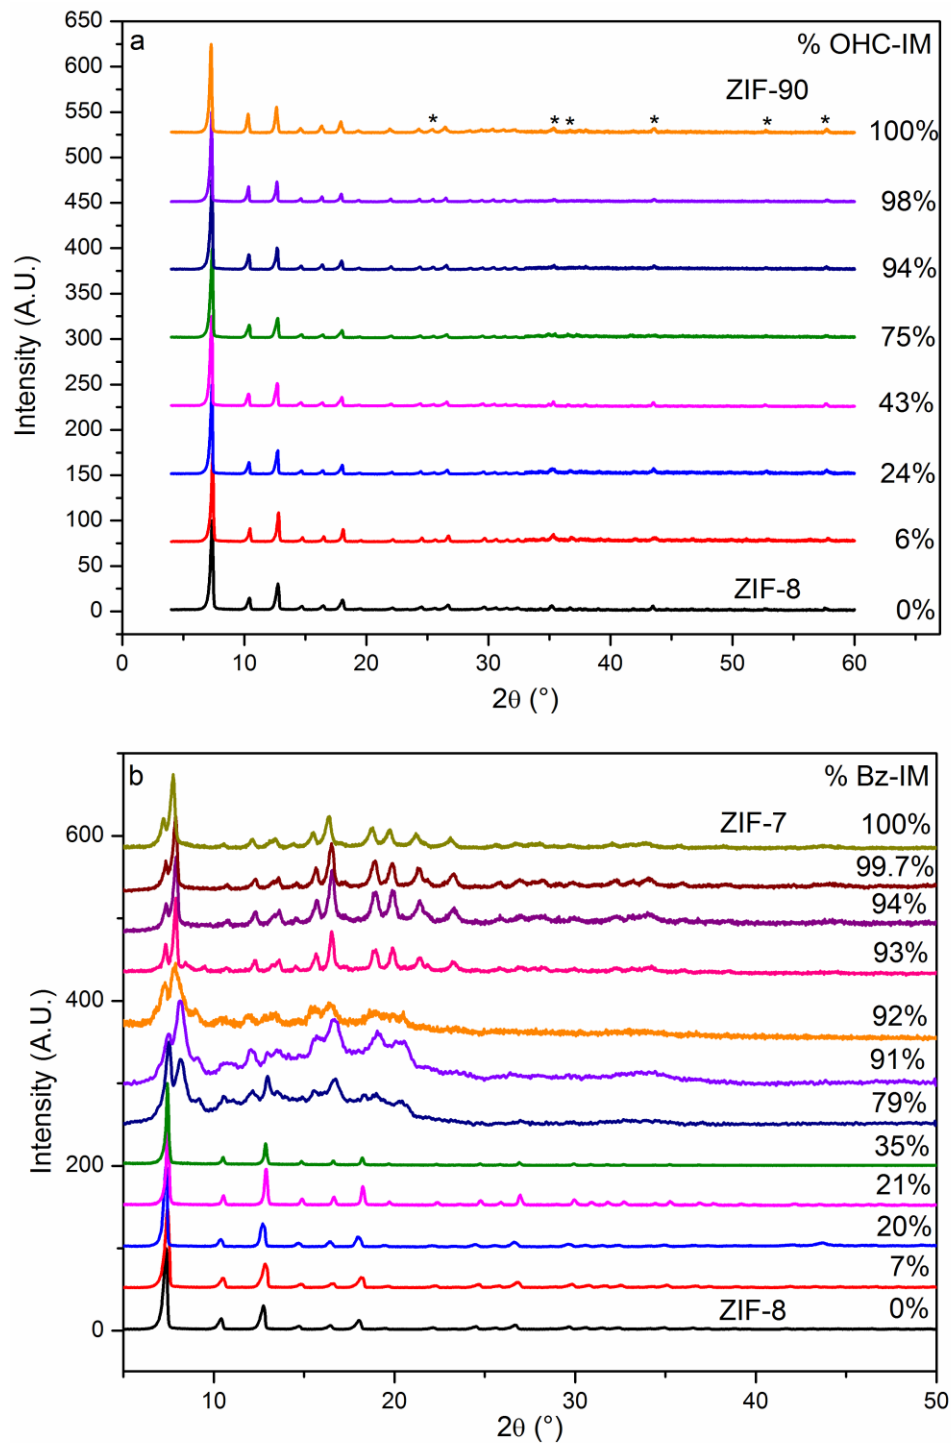 a
% OHC-IM
650
600
550
500
450
400
350
300
250
200
150
100
50
0
Intensity (A.U.)
ZIF-90
* * * * * *
100%
98%
94%
75%
43%
24%
6%
ZIF-8
0%
0 10 20 30 40 50 60
2θ (°)
b
% Bz-IM
600
400
200
0
Intensity (A.U.)
ZIF-7
100%
99.7%
94%
93%
92%
91%
79%
35%
21%
20%
7%
ZIF-8
0%
10 20 30 40 50
2θ (°)